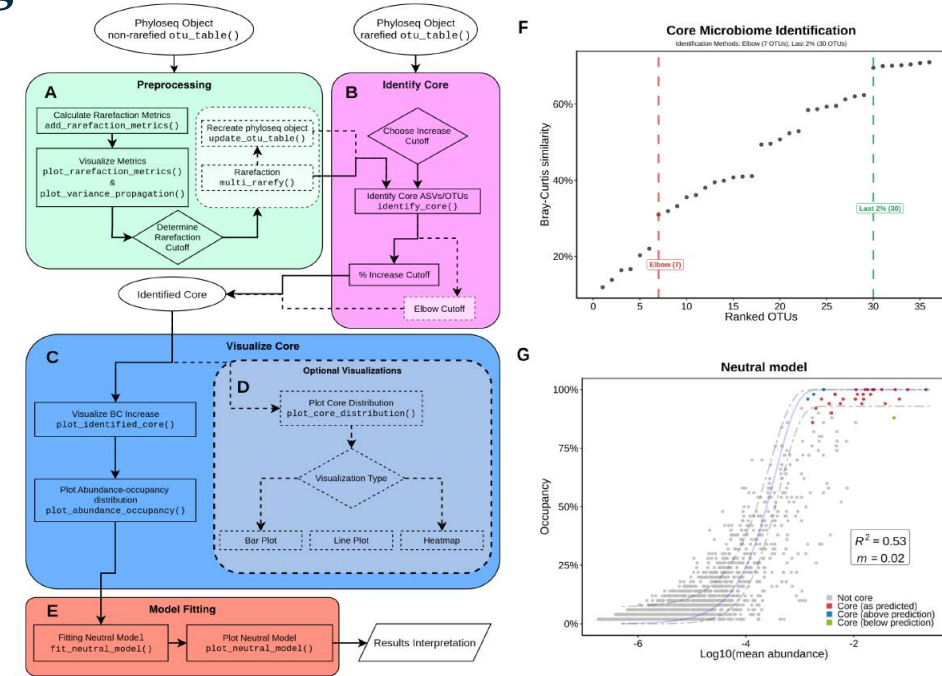 Phyloseq Object
non-rarefied otu_table()
Phyloseq Object
rarefied otu_table()
A
Preprocessing
Calculate Rarefaction Metrics
add_rarefaction_metrics()
Visualize Metrics
plot_rarefaction_metrics()
&
plot_variance_propagation()
Determine
Rarefaction
Cutoff
Recreate phyloseq object
update_otu_table()
Rarefaction
multi_rarefy()
B
Identify Core
Choose Increase
Cutoff
Identify Core ASVs/OTUs
identify_core()
% Increase Cutoff
Elbow Cutoff
Identified Core
C
Visualize Core
Visualize BC Increase
plot_identified_core()
Plot Abundance-occupancy
distribution
plot_abundance_occupancy()
D
Optional Visualizations
Plot Core Distribution
plot_core_distribution()
Visualization Type
Bar Plot
Line Plot
Heatmap
E
Model Fitting
Fitting Neutral Model
fit_neutral_model()
Plot Neutral Model
plot_neutral_model()
Results Interpretation
F
Core Microbiome Identification
Identification Methods: Elbow (7 OTUs), Last 2% (30 OTUs)
Bray-Curtis similarity
60%
40%
20%
Last 2% (30)
Elbow (7)
0 5 10 15 20 25 30 35
Ranked OTUs
G
Neutral model
Occupancy
100%
75%
50%
25%
0%
R² = 0.53
m = 0.02
Not core
Core (as predicted)
Core (above prediction)
Core (below prediction)
-6 -4 -2
Log10(mean abundance)